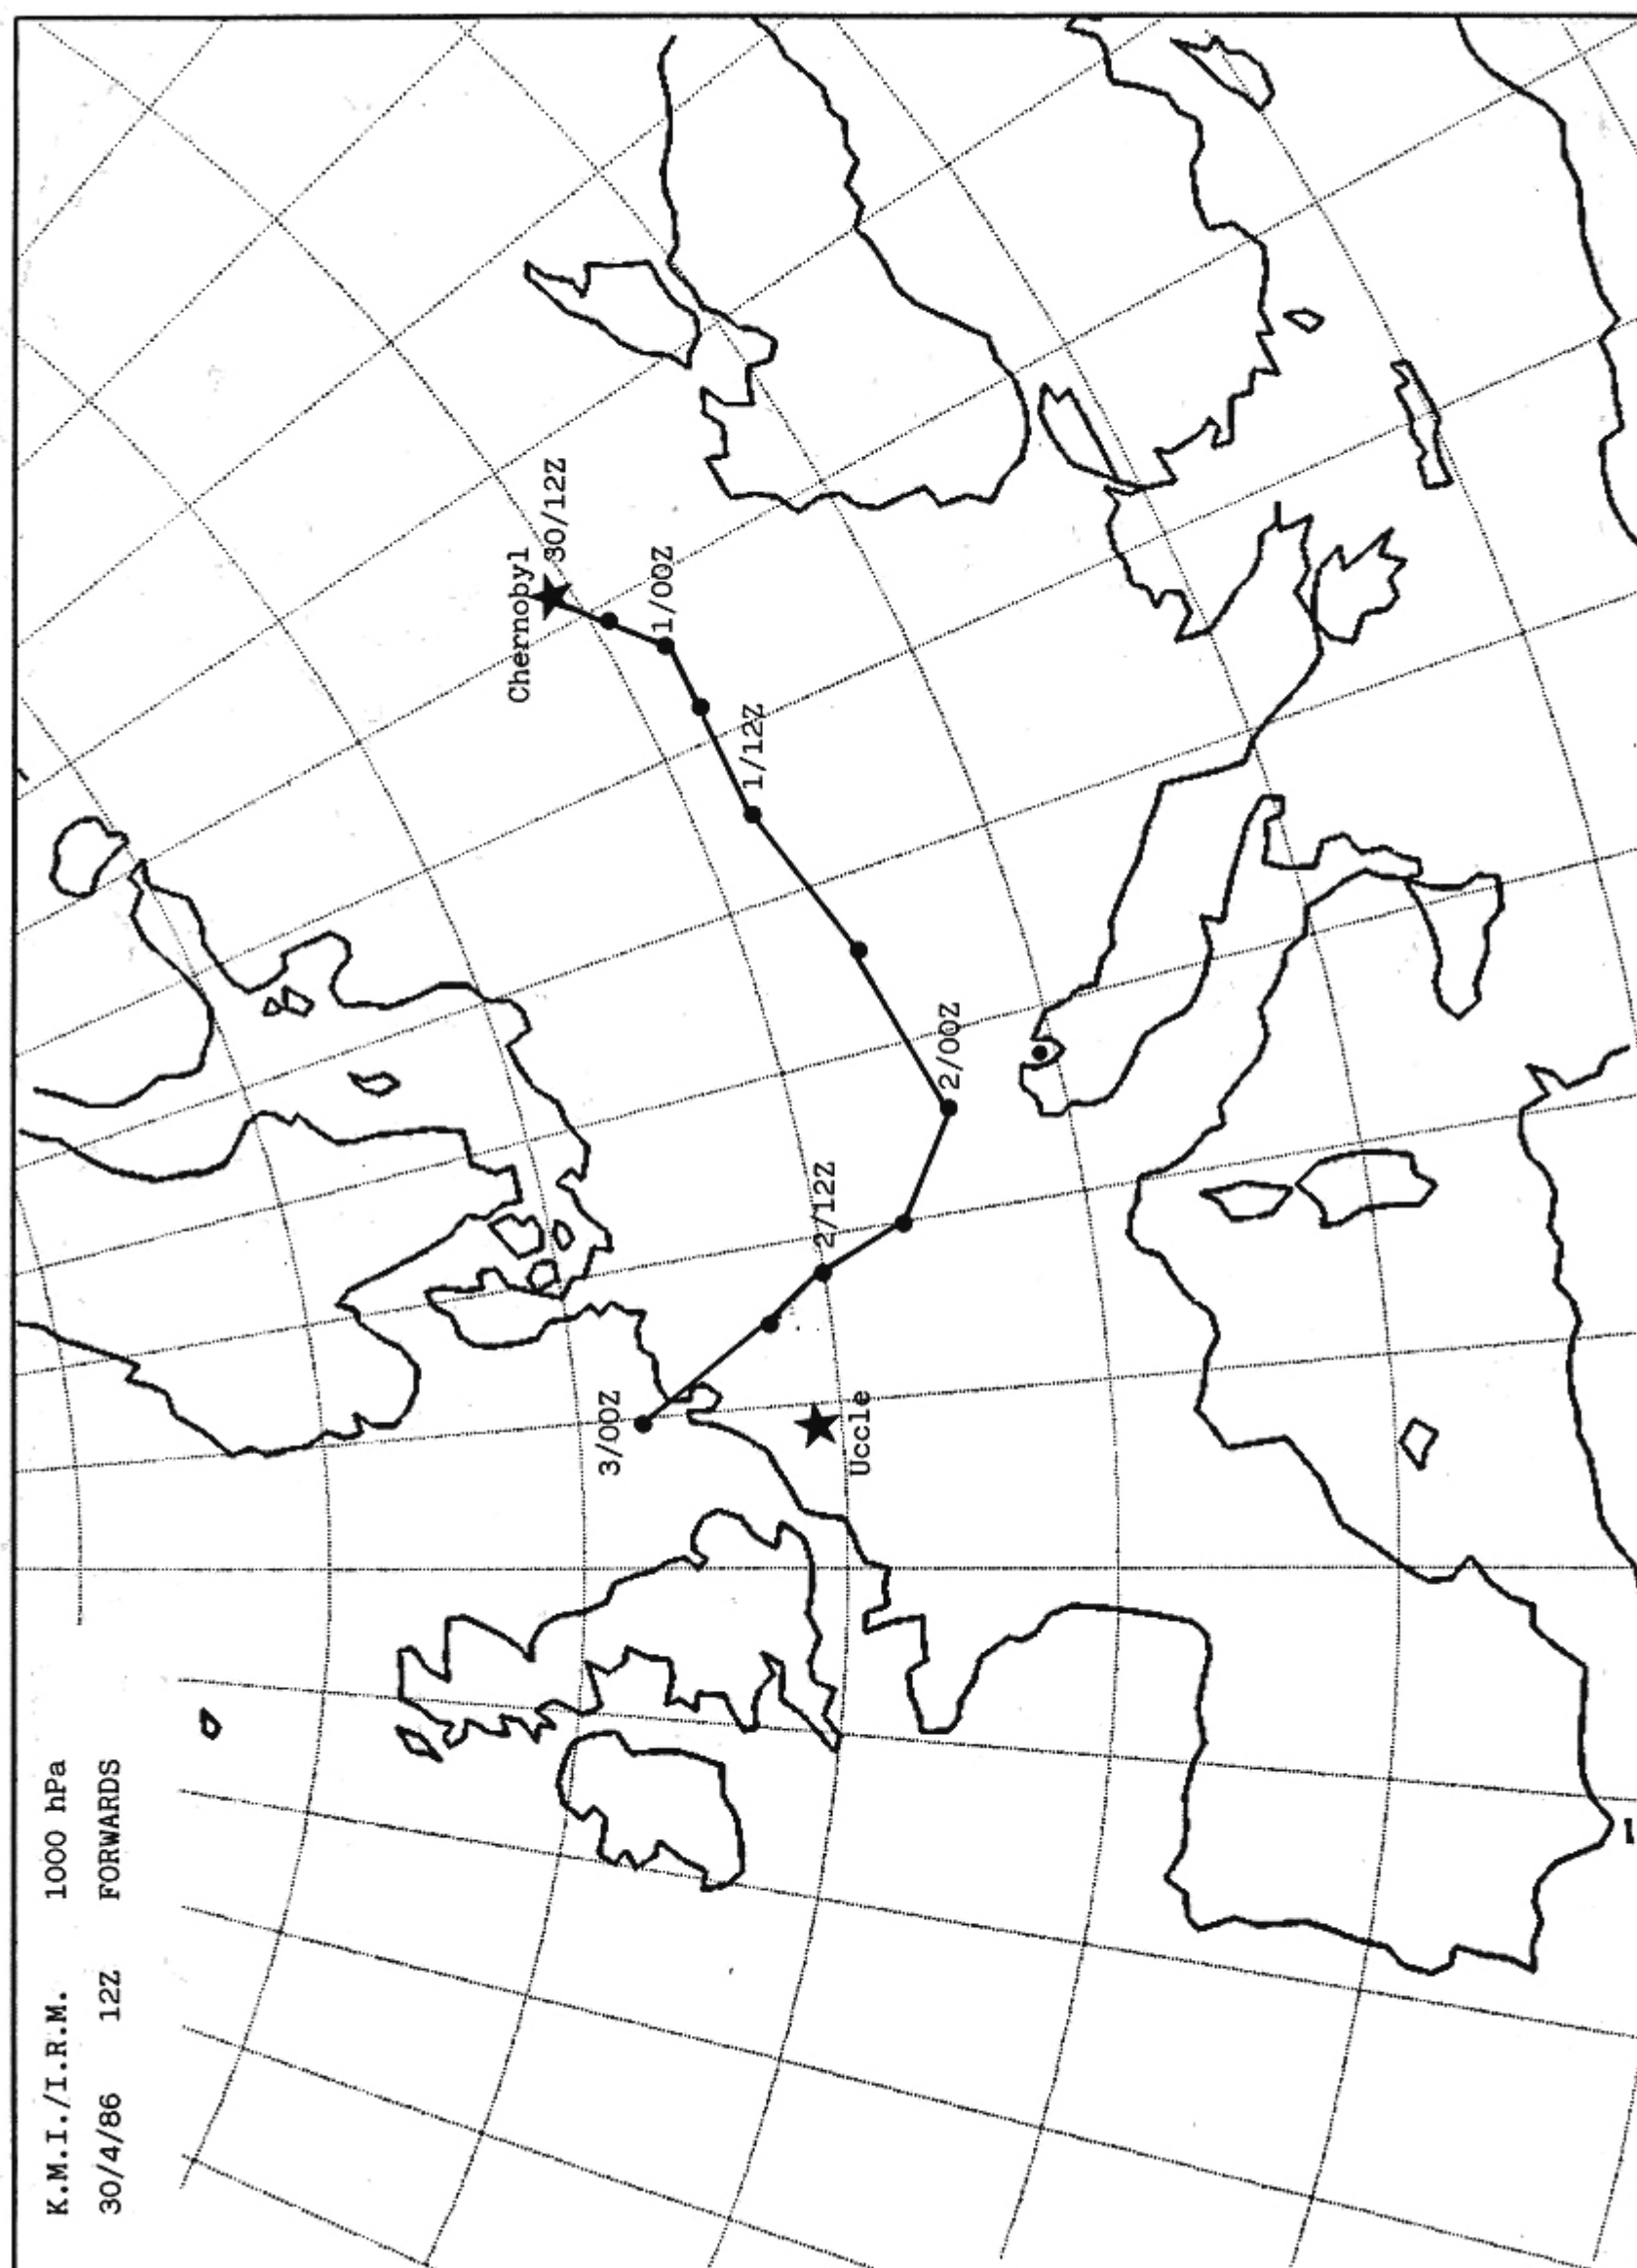 K.M.I./I.R.M. 1000 hPa
30/4/86 12Z FORWARDS
Chernobyl
30/12Z
1/00Z
1/12Z
2/00Z
2/12Z
3/00Z
Uccle